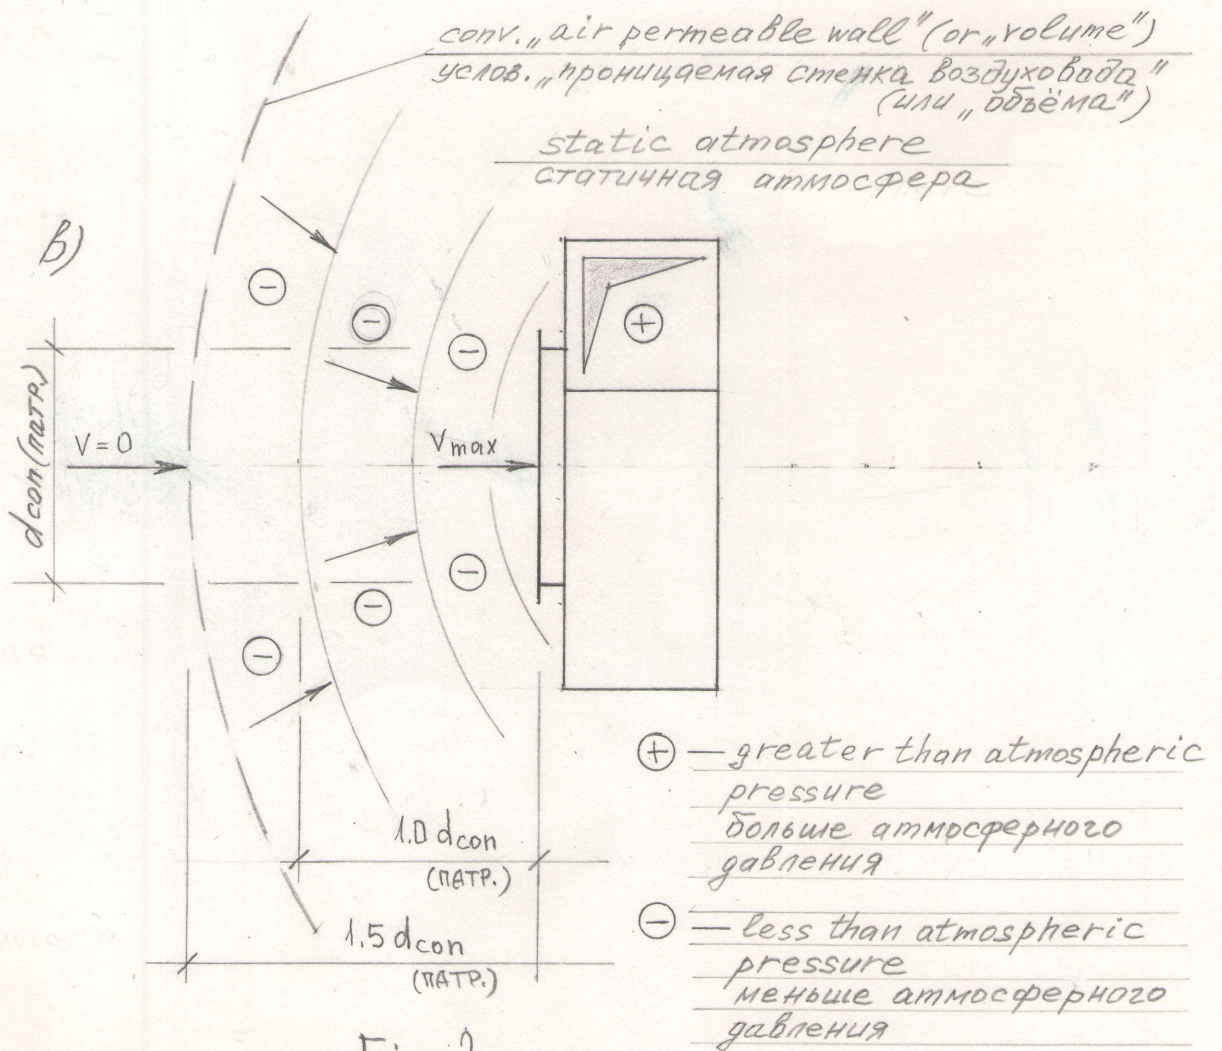 conv. „air permeable wall" (or „volume")
услов. „проницаемая стенка воздуховода"
(или „объёма")
static atmosphere
статичная атмосфера
в)
−
−
−
+
dcon (патр.)
V=0
Vmax
−
−
−
1.0 dcon
(ПАТР.)
1.5 dcon
(ПАТР.)
+ — greater than atmospheric
pressure
больше атмосферного
давления
− — less than atmospheric
pressure
меньше атмосферного
давления